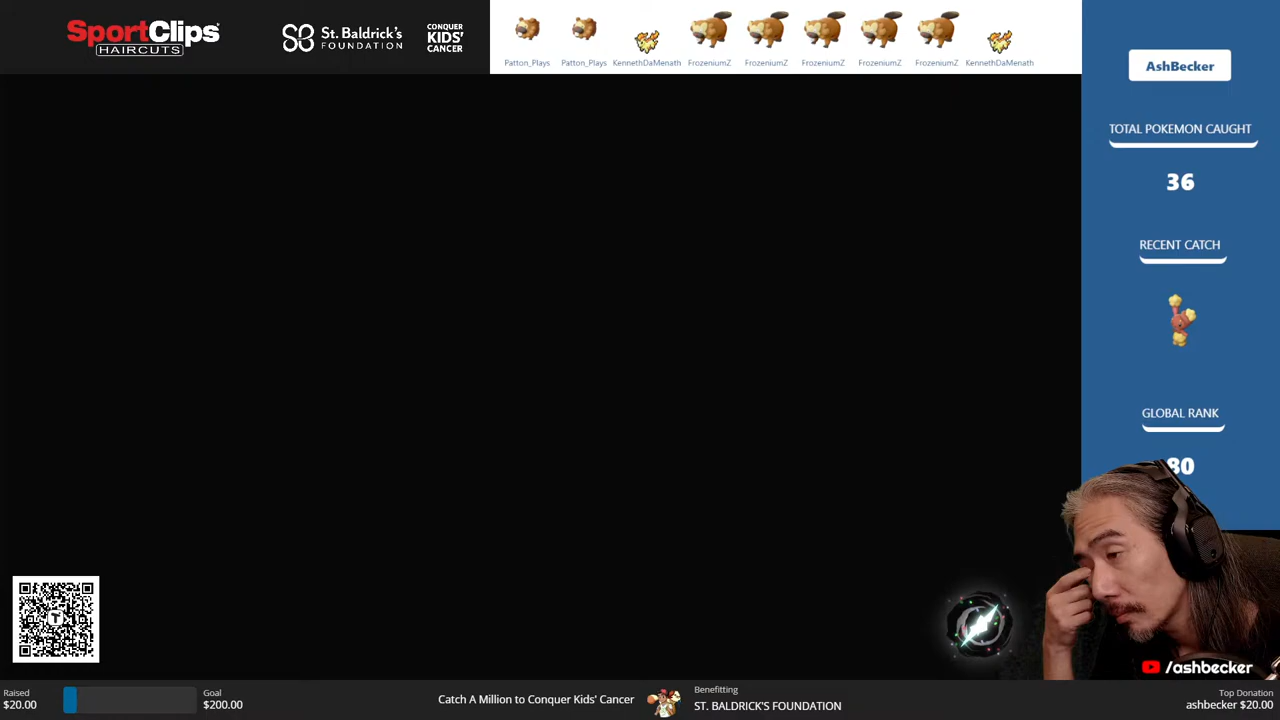 SportClips
HAIRCUTS
St. Baldrick's
FOUNDATION
CONQUER
KIDS'
CANCER
Patton_Plays Patton_Plays KennethDaMenath FrozeniumZ FrozeniumZ FrozeniumZ FrozeniumZ FrozeniumZ KennethDaMenath
AshBecker
TOTAL POKEMON CAUGHT
36
RECENT CATCH
GLOBAL RANK
80
/ashbecker
Raised
$20.00
Goal
$200.00
Catch A Million to Conquer Kids' Cancer
Benefitting
ST. BALDRICK'S FOUNDATION
Top Donation
ashbecker $20.00